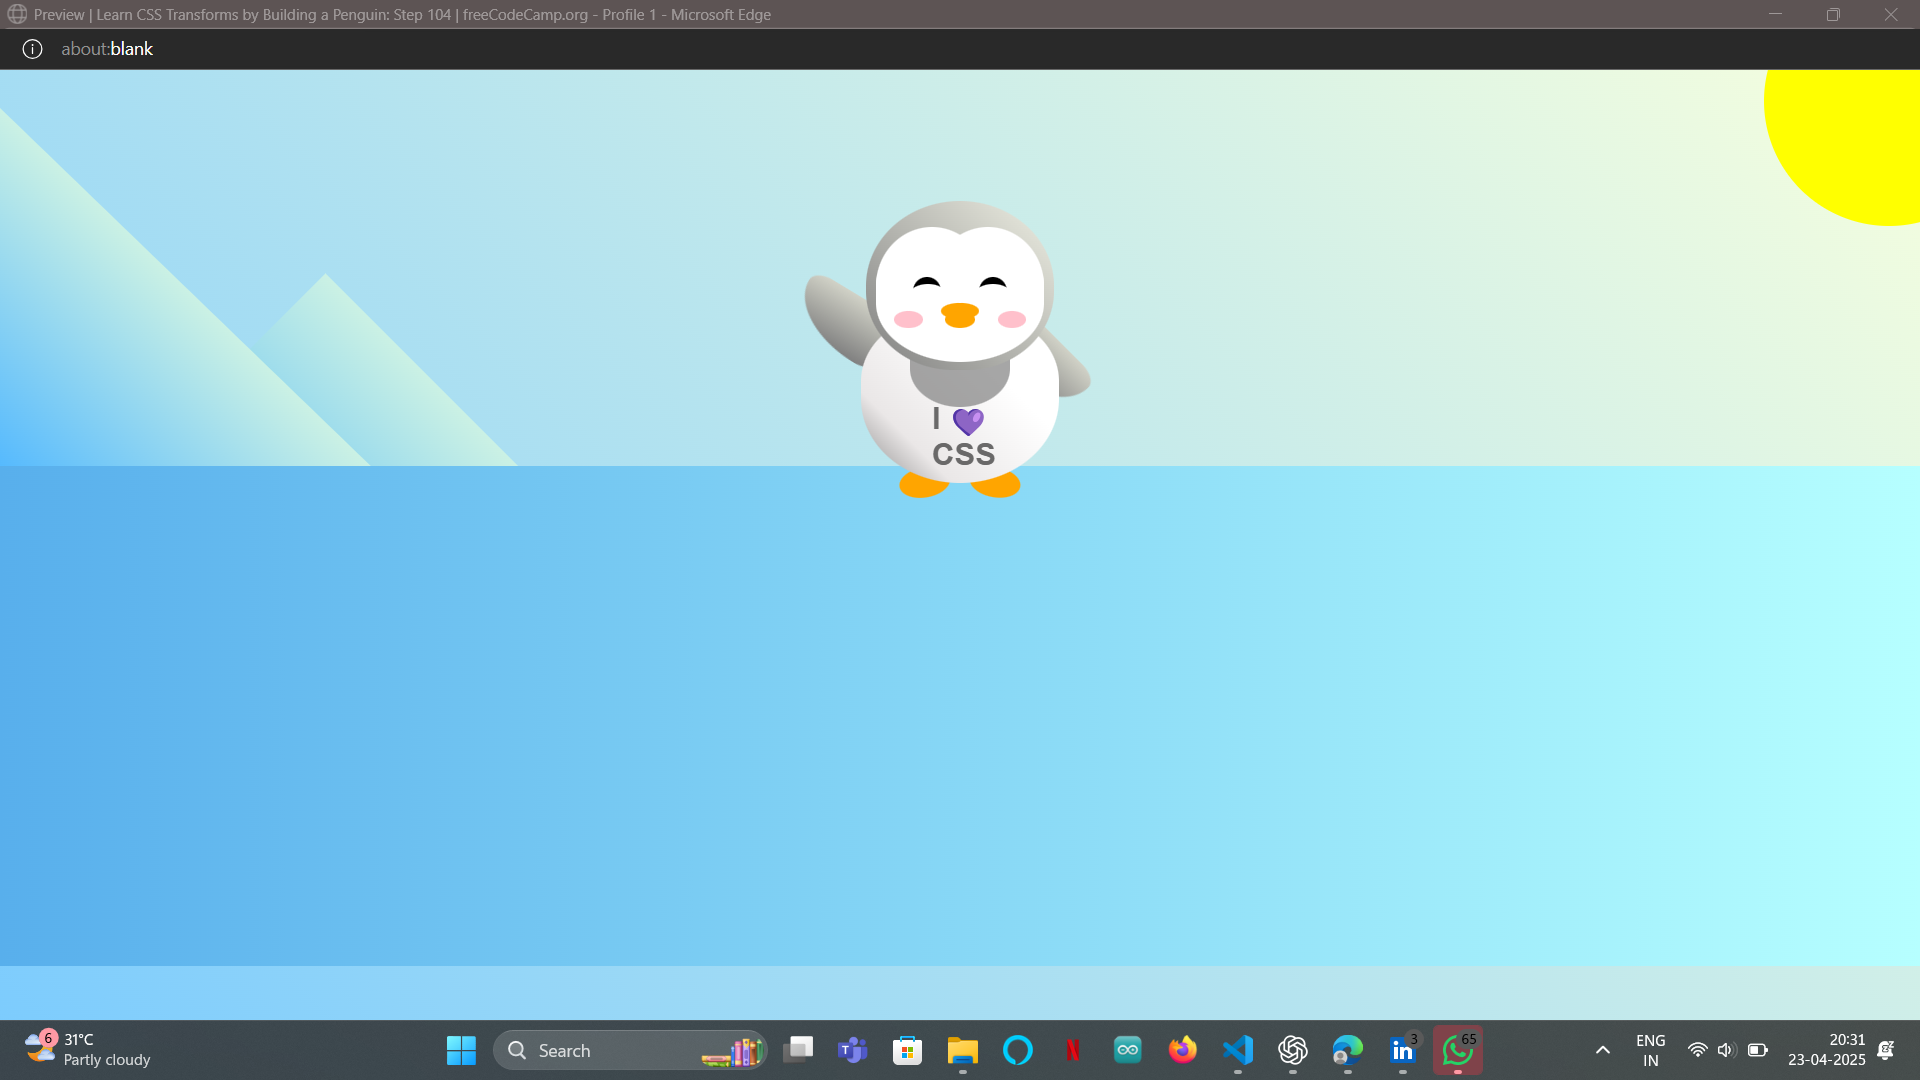 Preview | Learn CSS Transforms by Building a Penguin: Step 104 | freeCodeCamp.org - Profile 1 - Microsoft Edge
about:blank
I 💜
CSS
6
31°C
Partly cloudy
Search
T
N
in
3
65
ENG
IN
20:31
23-04-2025